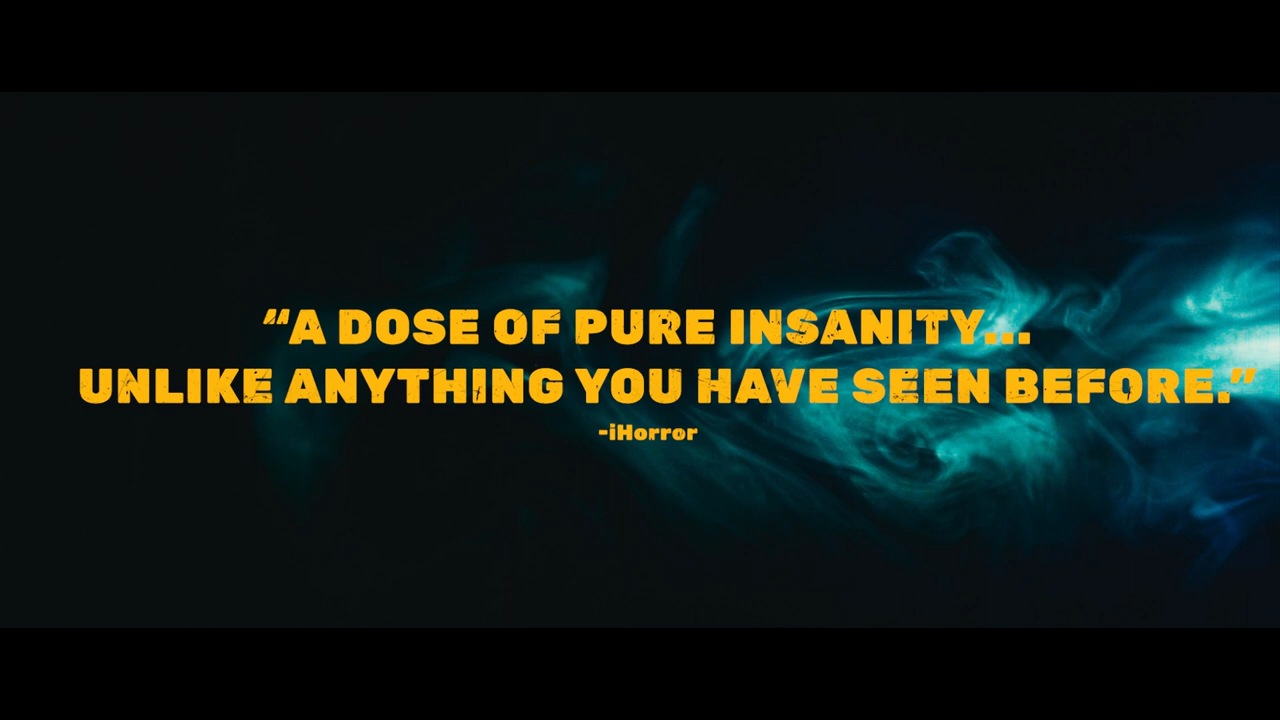 “A DOSE OF PURE INSANITY...
UNLIKE ANYTHING YOU HAVE SEEN BEFORE.”
-iHorror